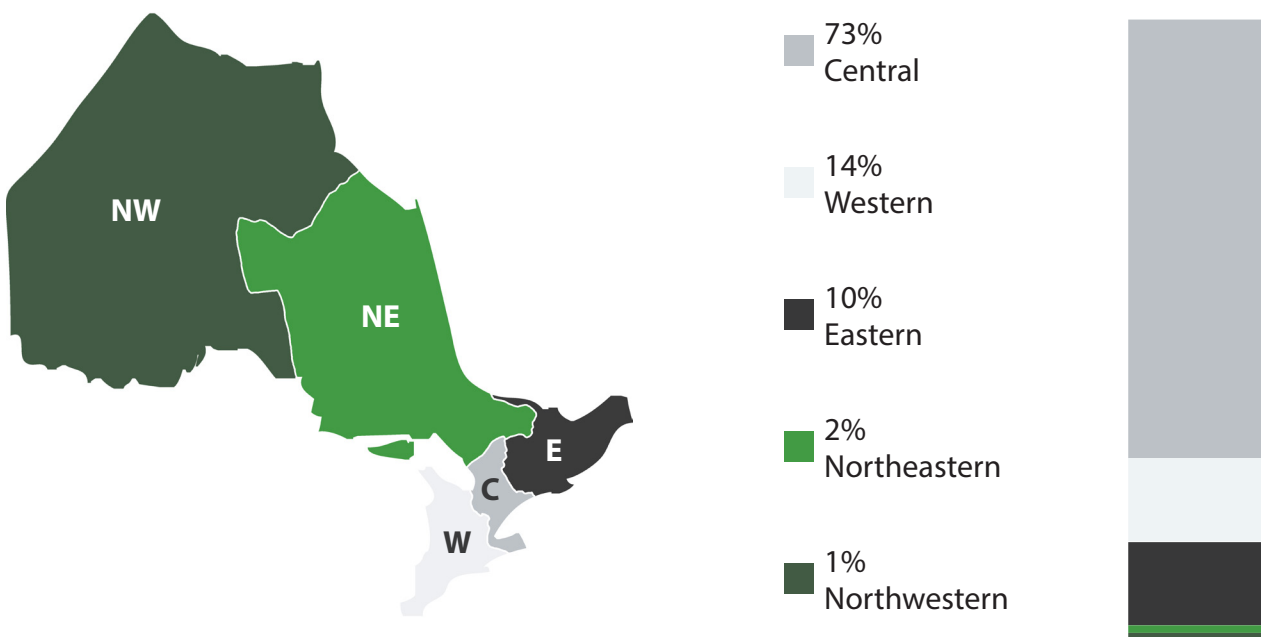 NW
NE
E
C
W
73%
Central
14%
Western
10%
Eastern
2%
Northeastern
1%
Northwestern